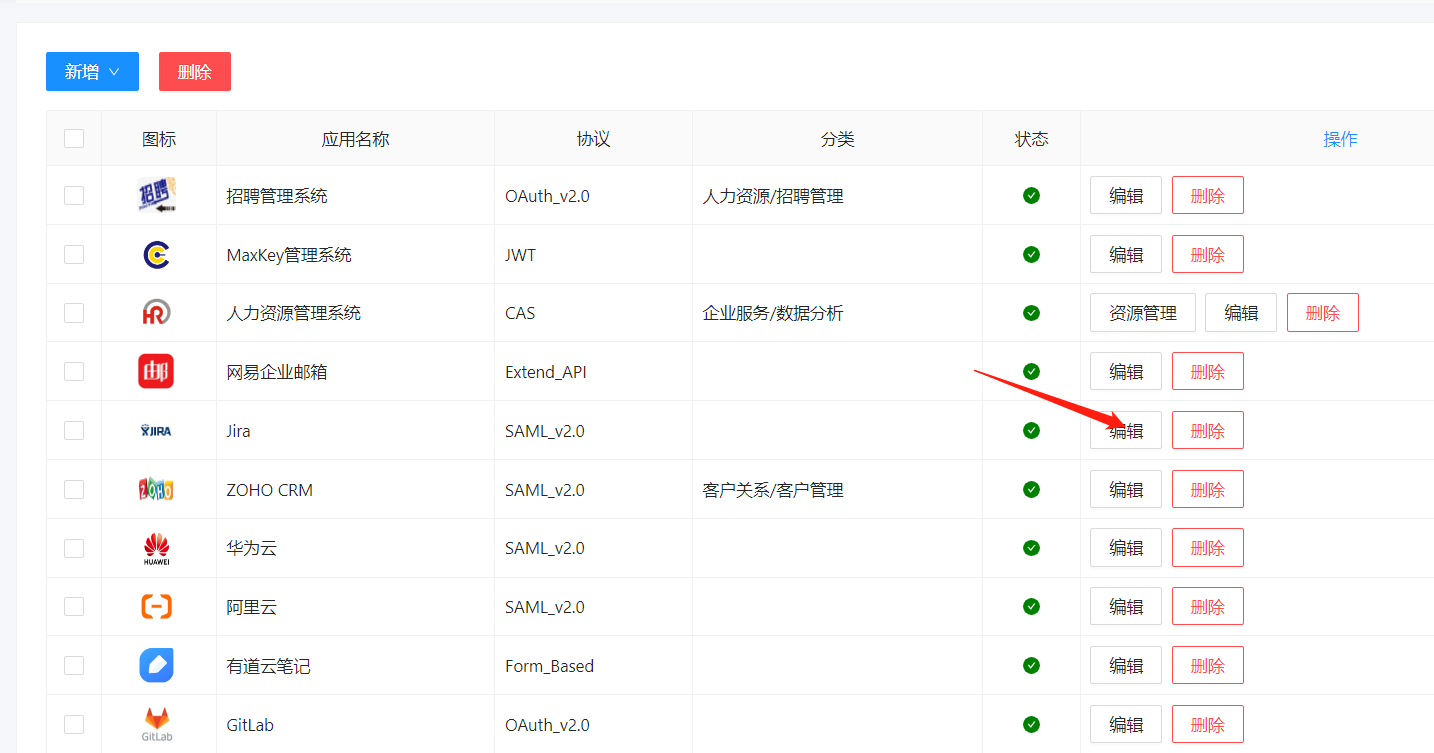 新增 删除
图标 应用名称 协议 分类 状态 操作
招聘 招聘管理系统 OAuth_v2.0 人力资源/招聘管理 编辑 删除
MaxKey管理系统 JWT 编辑 删除
HR 人力资源管理系统 CAS 企业服务/数据分析 资源管理 编辑 删除
邮 网易企业邮箱 Extend_API 编辑 删除
JIRA Jira SAML_v2.0 编辑 删除
ZOHO ZOHO CRM SAML_v2.0 客户关系/客户管理 编辑 删除
HUAWEI 华为云 SAML_v2.0 编辑 删除
阿里云 SAML_v2.0 编辑 删除
有道云笔记 Form_Based 编辑 删除
GitLab GitLab OAuth_v2.0 编辑 删除